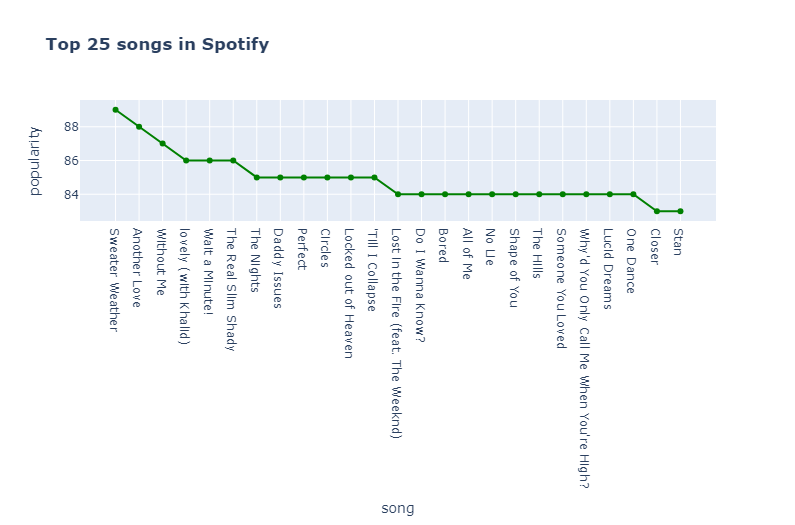 Top 25 songs in Spotify
popularity
88
86
84
Sweater Weather
Another Love
Without Me
lovely (with Khalid)
Wait a Minute!
The Real Slim Shady
The Nights
Daddy Issues
Perfect
Circles
Locked out of Heaven
'Till I Collapse
Lost in the Fire (feat. The Weeknd)
Do I Wanna Know?
Bored
All of Me
No Lie
Shape of You
The Hills
Someone You Loved
Why'd You Only Call Me When You're High?
Lucid Dreams
One Dance
Closer
Stan
song